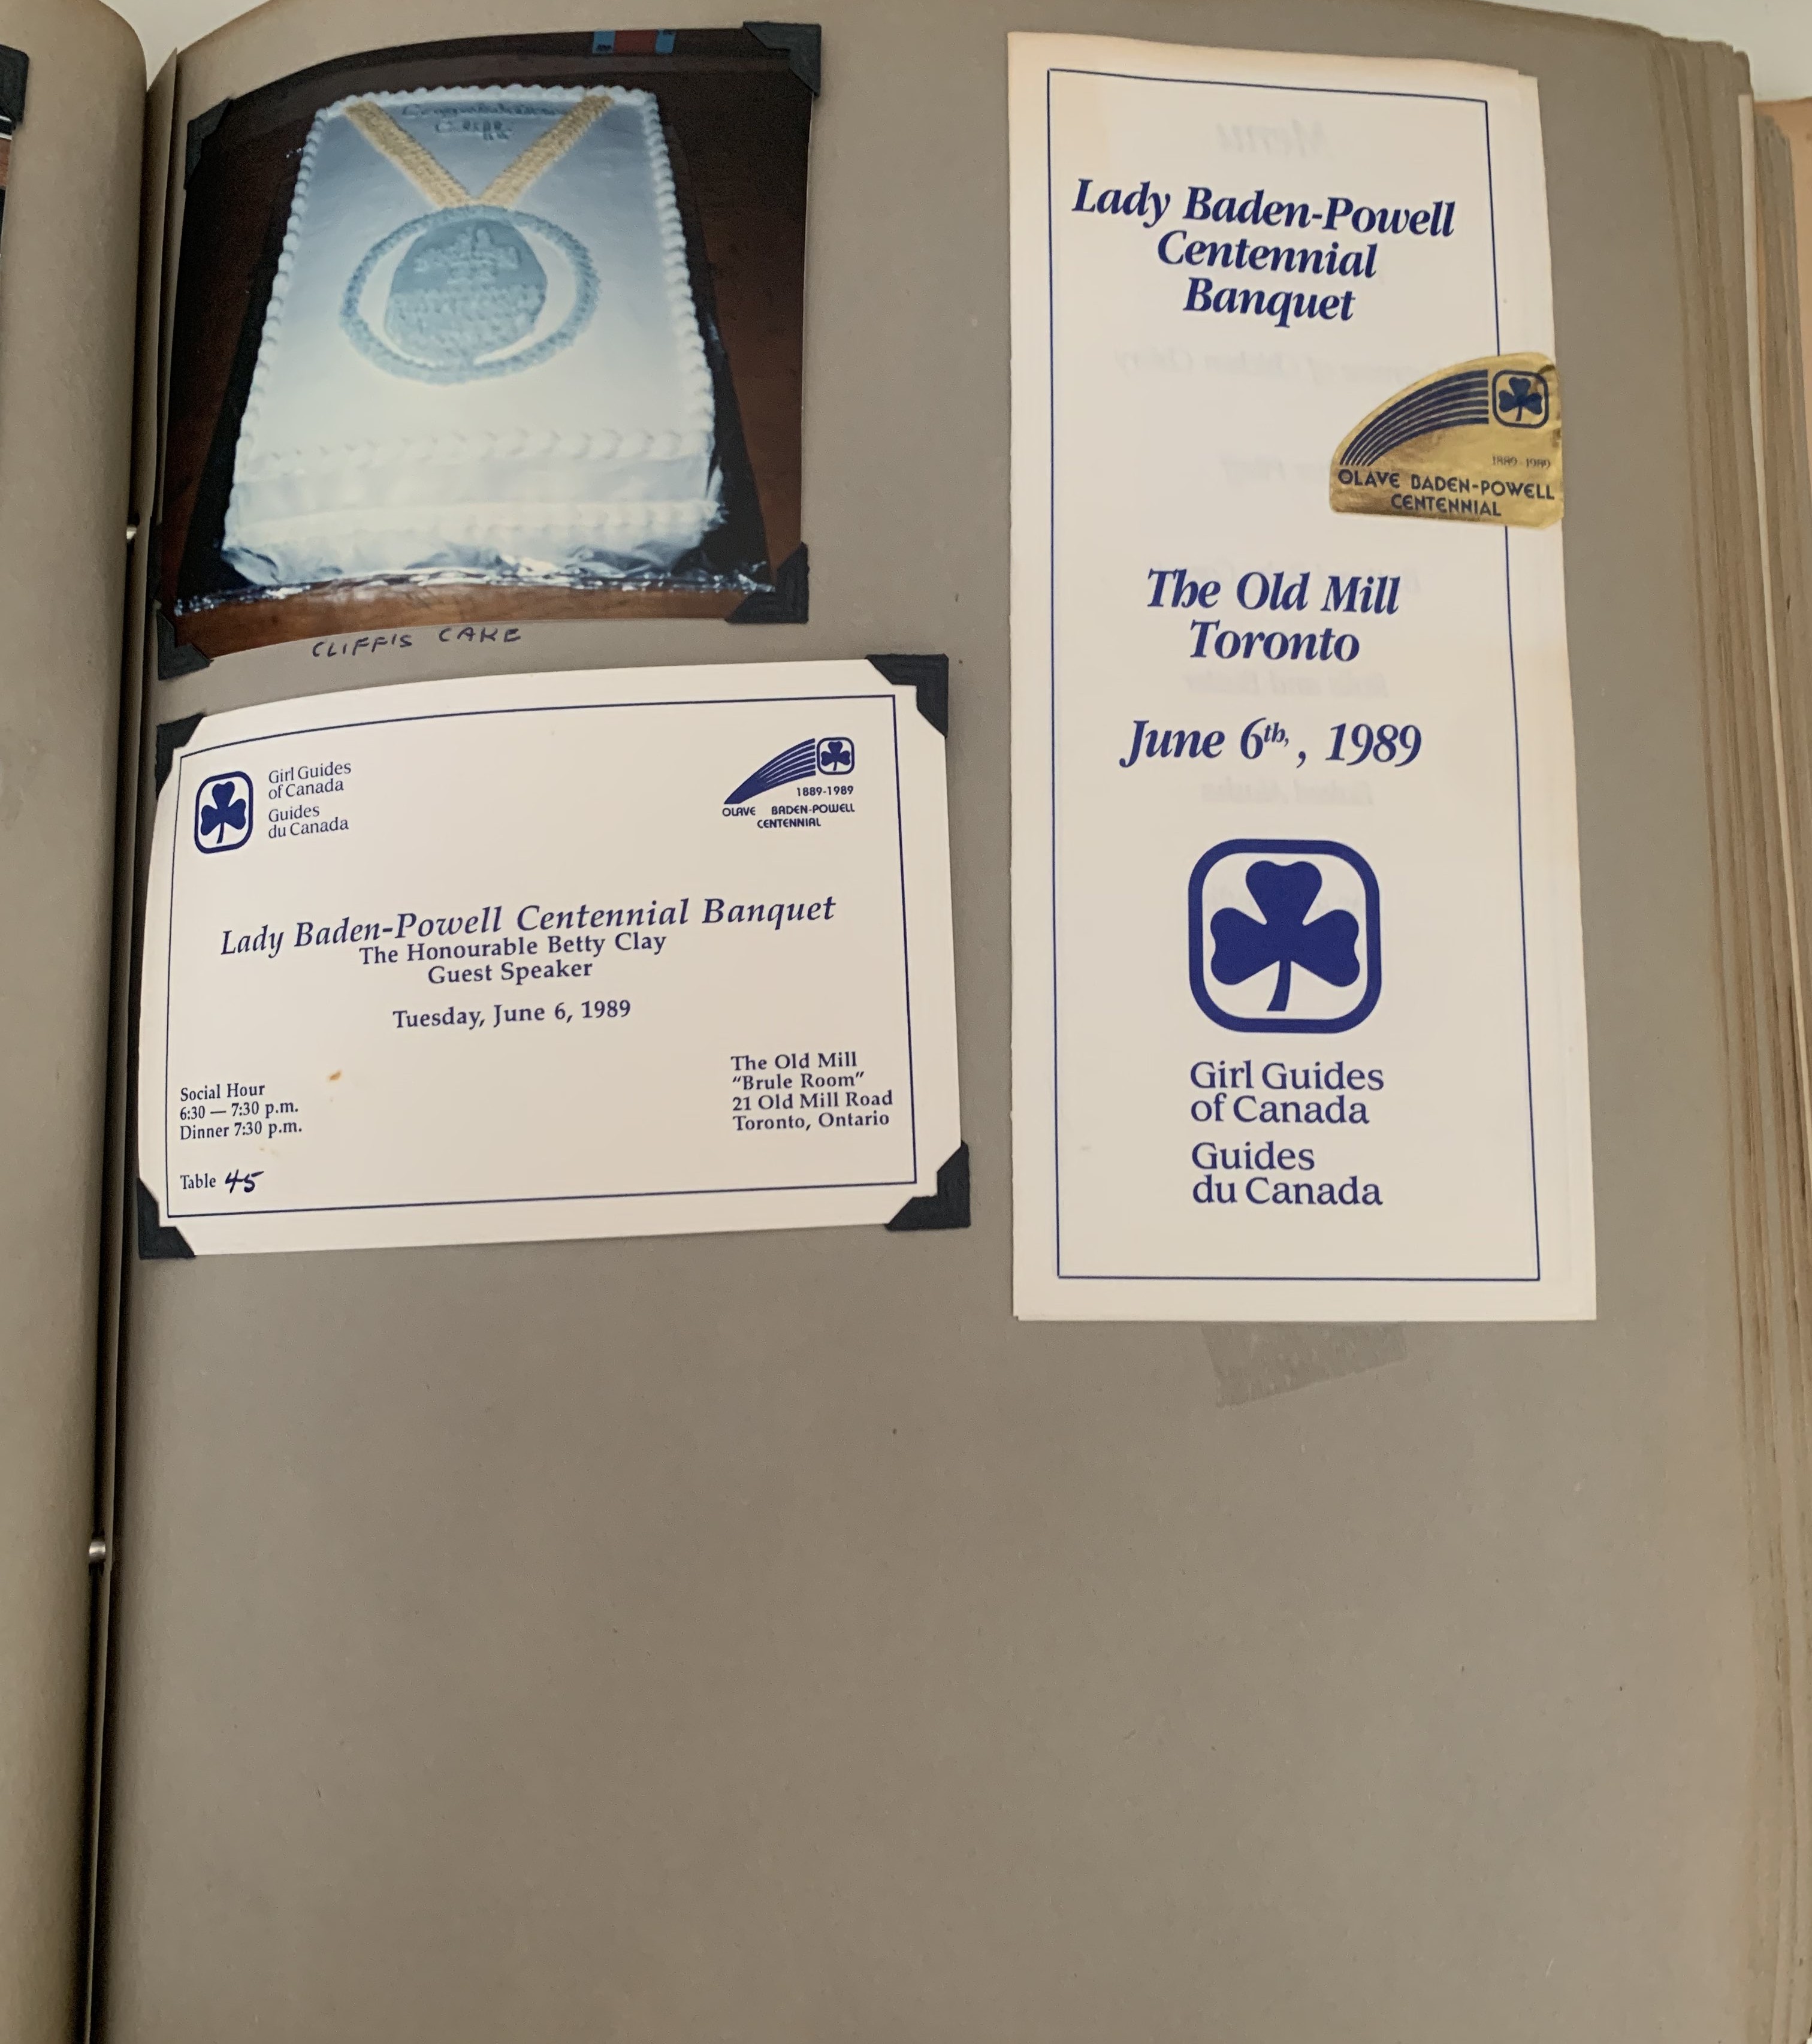 Congratulations
CLIFF'S CAKE
Girl Guides
of Canada
Guides
du Canada
1889-1989
OLAVE BADEN-POWELL
CENTENNIAL
Lady Baden-Powell Centennial Banquet
The Honourable Betty Clay
Guest Speaker
Tuesday, June 6, 1989
Social Hour
6:30 — 7:30 p.m.
Dinner 7:30 p.m.
Table 45
The Old Mill
“Brule Room”
21 Old Mill Road
Toronto, Ontario
Menu
Lady Baden-Powell
Centennial
Banquet
1889-1989
OLAVE BADEN-POWELL
CENTENNIAL
The Old Mill
Toronto
June 6th, , 1989
Girl Guides
of Canada
Guides
du Canada